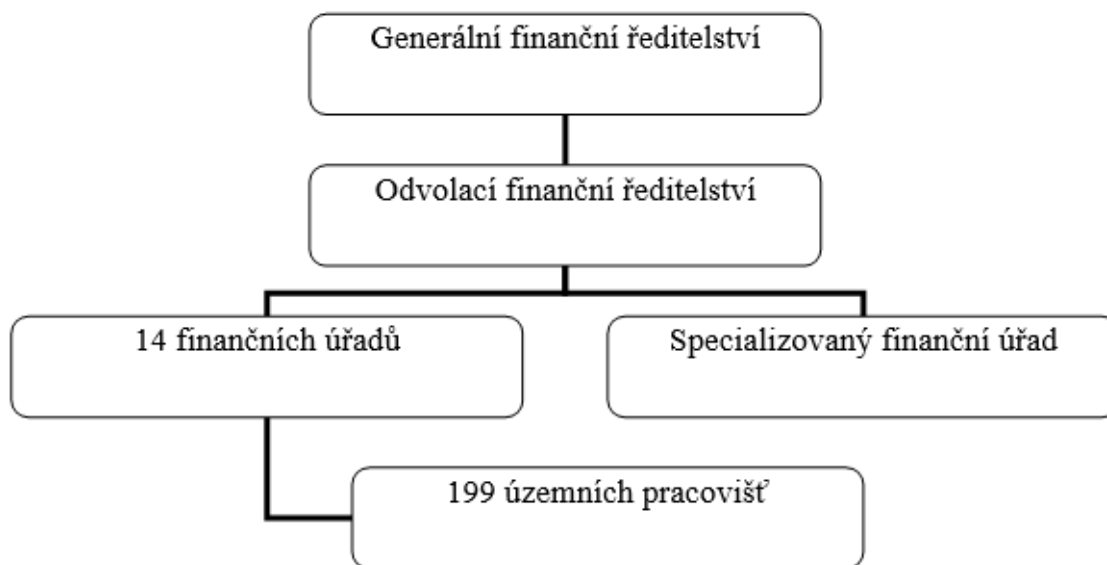 Generální finanční ředitelství
Odvolací finanční ředitelství
14 finančních úřadů
Specializovaný finanční úřad
199 územních pracovišť